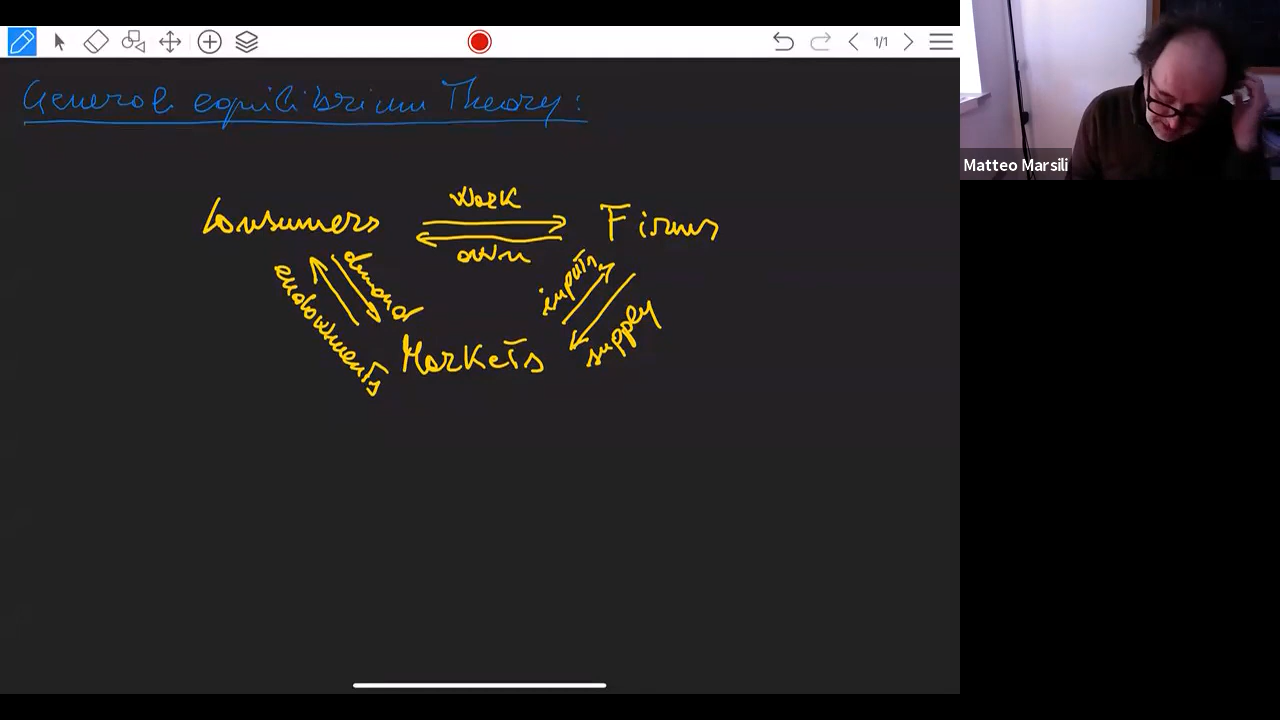 1/1
General equilibrium Theory:
Matteo Marsili
work
Consumers
Firms
own
demand
inputs
endowments
supply
Markets